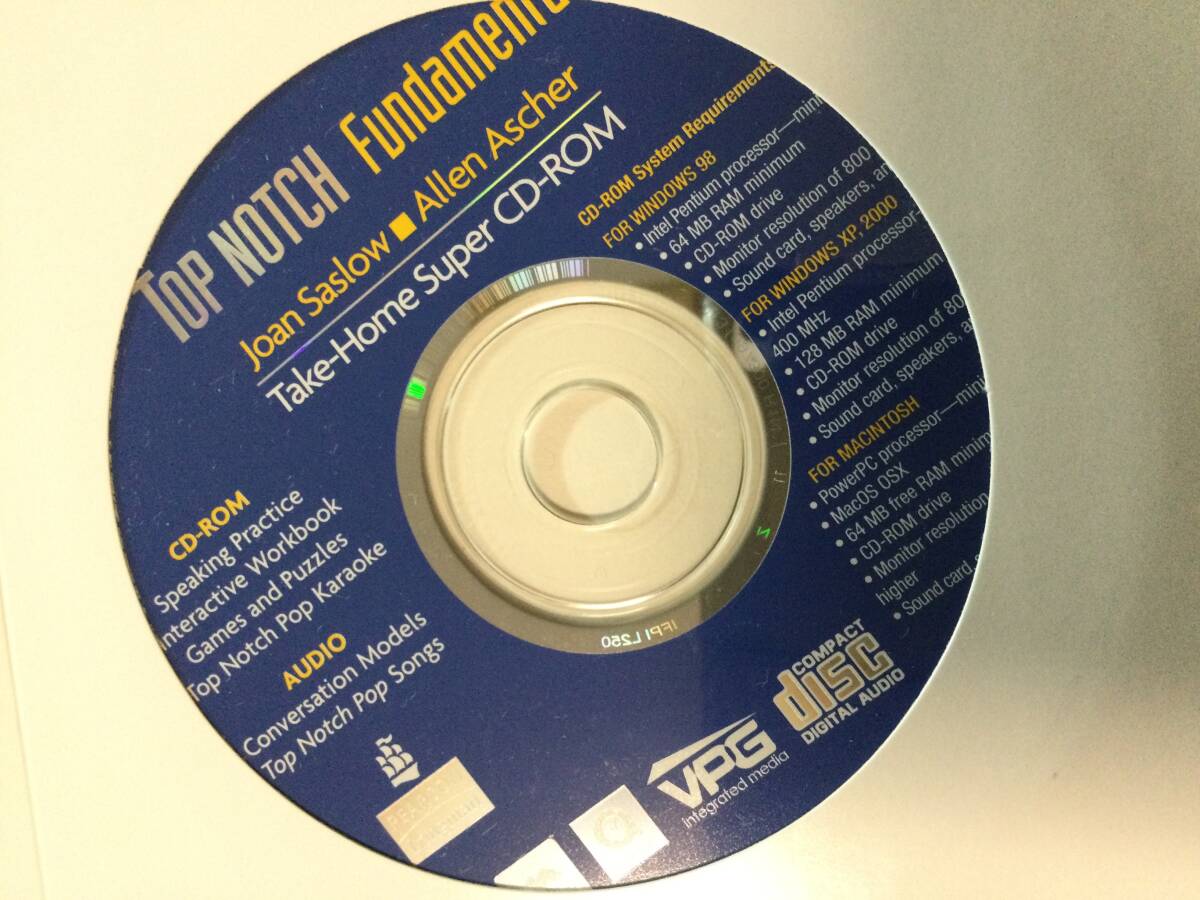 TOP NOTCH Fundamenta
Joan Saslow ■ Allen Ascher
Take-Home Super CD-ROM
CD-ROM System Requirements
FOR WINDOWS 98
• Intel Pentium processor—mini
• 64 MB RAM minimum
• CD-ROM drive
• Monitor resolution of 800
• Sound card, speakers, an
FOR WINDOWS XP, 2000
• Intel Pentium processor-
400 MHz
• 128 MB RAM minimum
• CD-ROM drive
• Monitor resolution of 80
• Sound card, speakers, a
FOR MACINTOSH
• PowerPC processor—mini
• MacOS OSX
• 64 MB free RAM minim
• CD-ROM drive
• Monitor resolution
higher
• Sound card,
CD-ROM
Speaking Practice
Interactive Workbook
Games and Puzzles
Top Notch Pop Karaoke
AUDIO
Conversation Models
Top Notch Pop Songs
IFPI L250
PEARSON
Longman
VPG
integrated media
COMPACT
disc
DIGITAL AUDIO